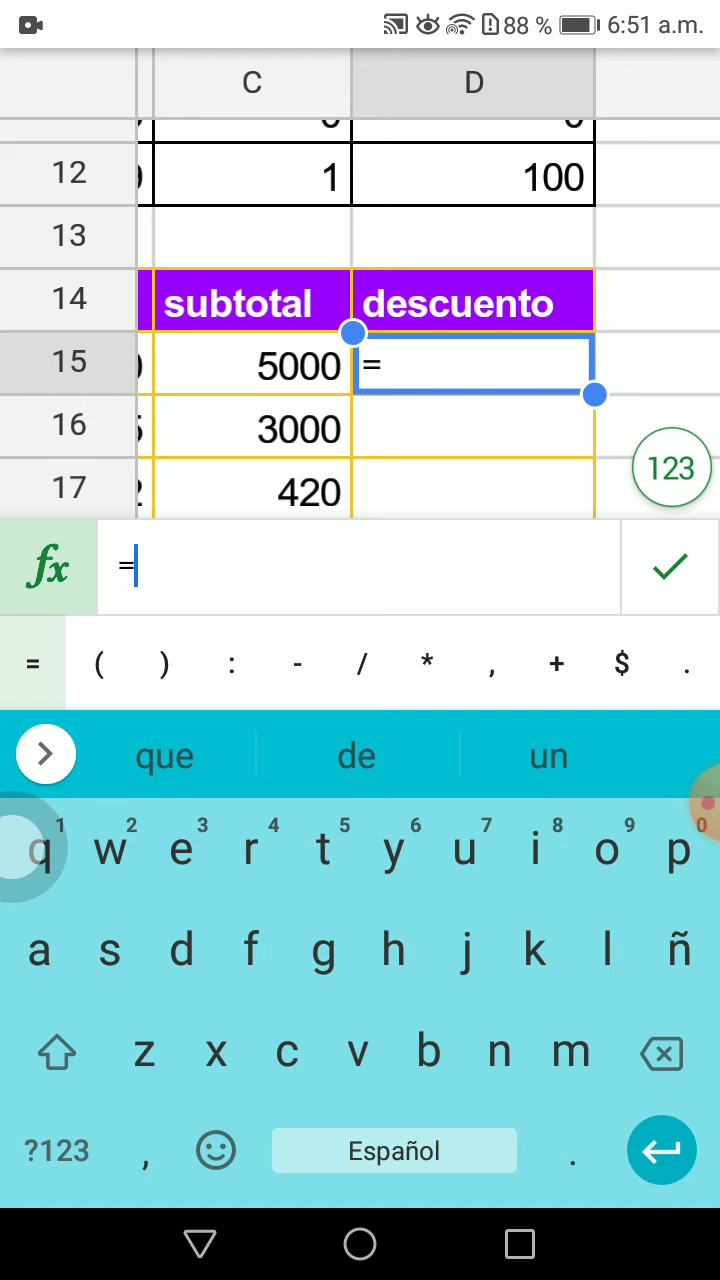 88 % 6:51 a.m.
C D
12 1 100
13
14 subtotal descuento
15 5000 =
16 3000
17 420
123
fx =
= ( ) : - / * , + $ .
que de un
1 2 3 4 5 6 7 8 9 0
q w e r t y u i o p
a s d f g h j k l ñ
z x c v b n m
?123 , Español .